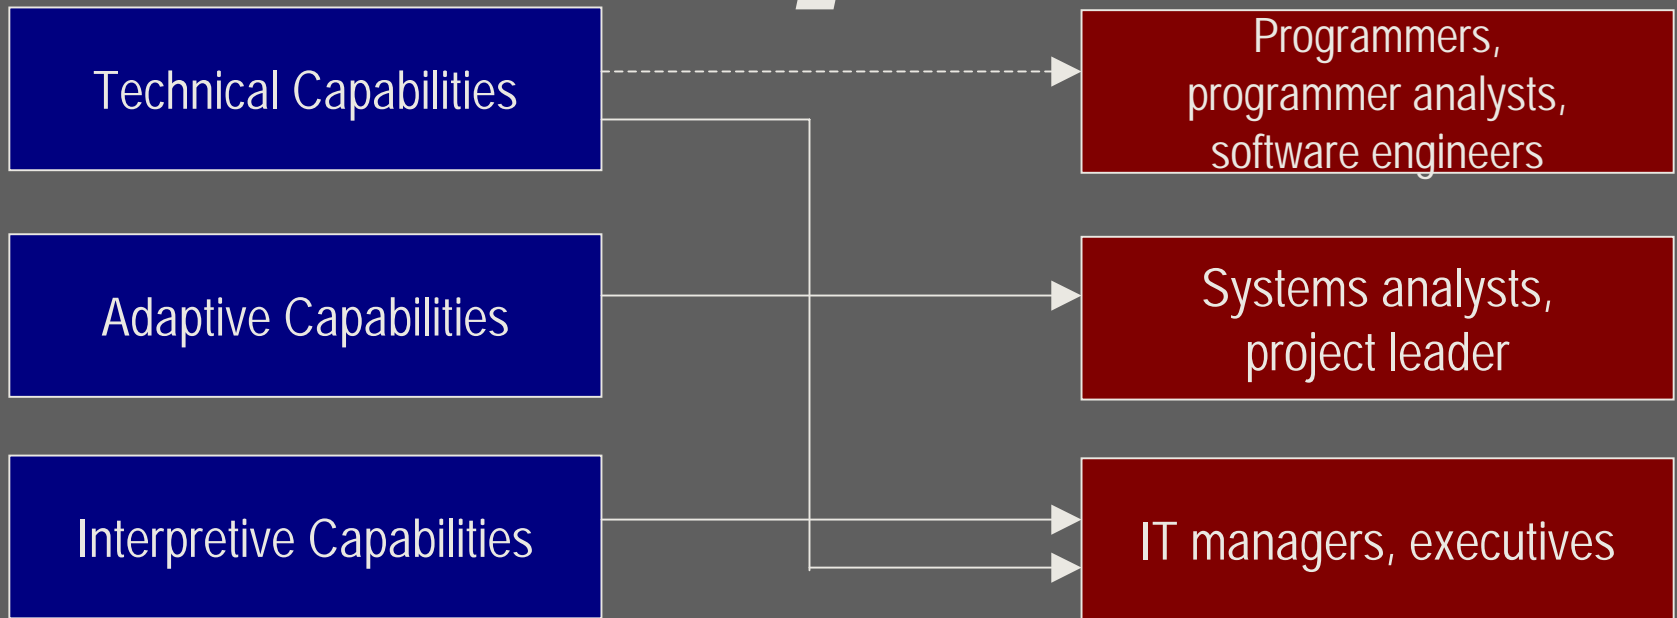 Technical Capabilities
Programmers,
programmer analysts,
software engineers
Adaptive Capabilities
Systems analysts,
project leader
Interpretive Capabilities
IT managers, executives